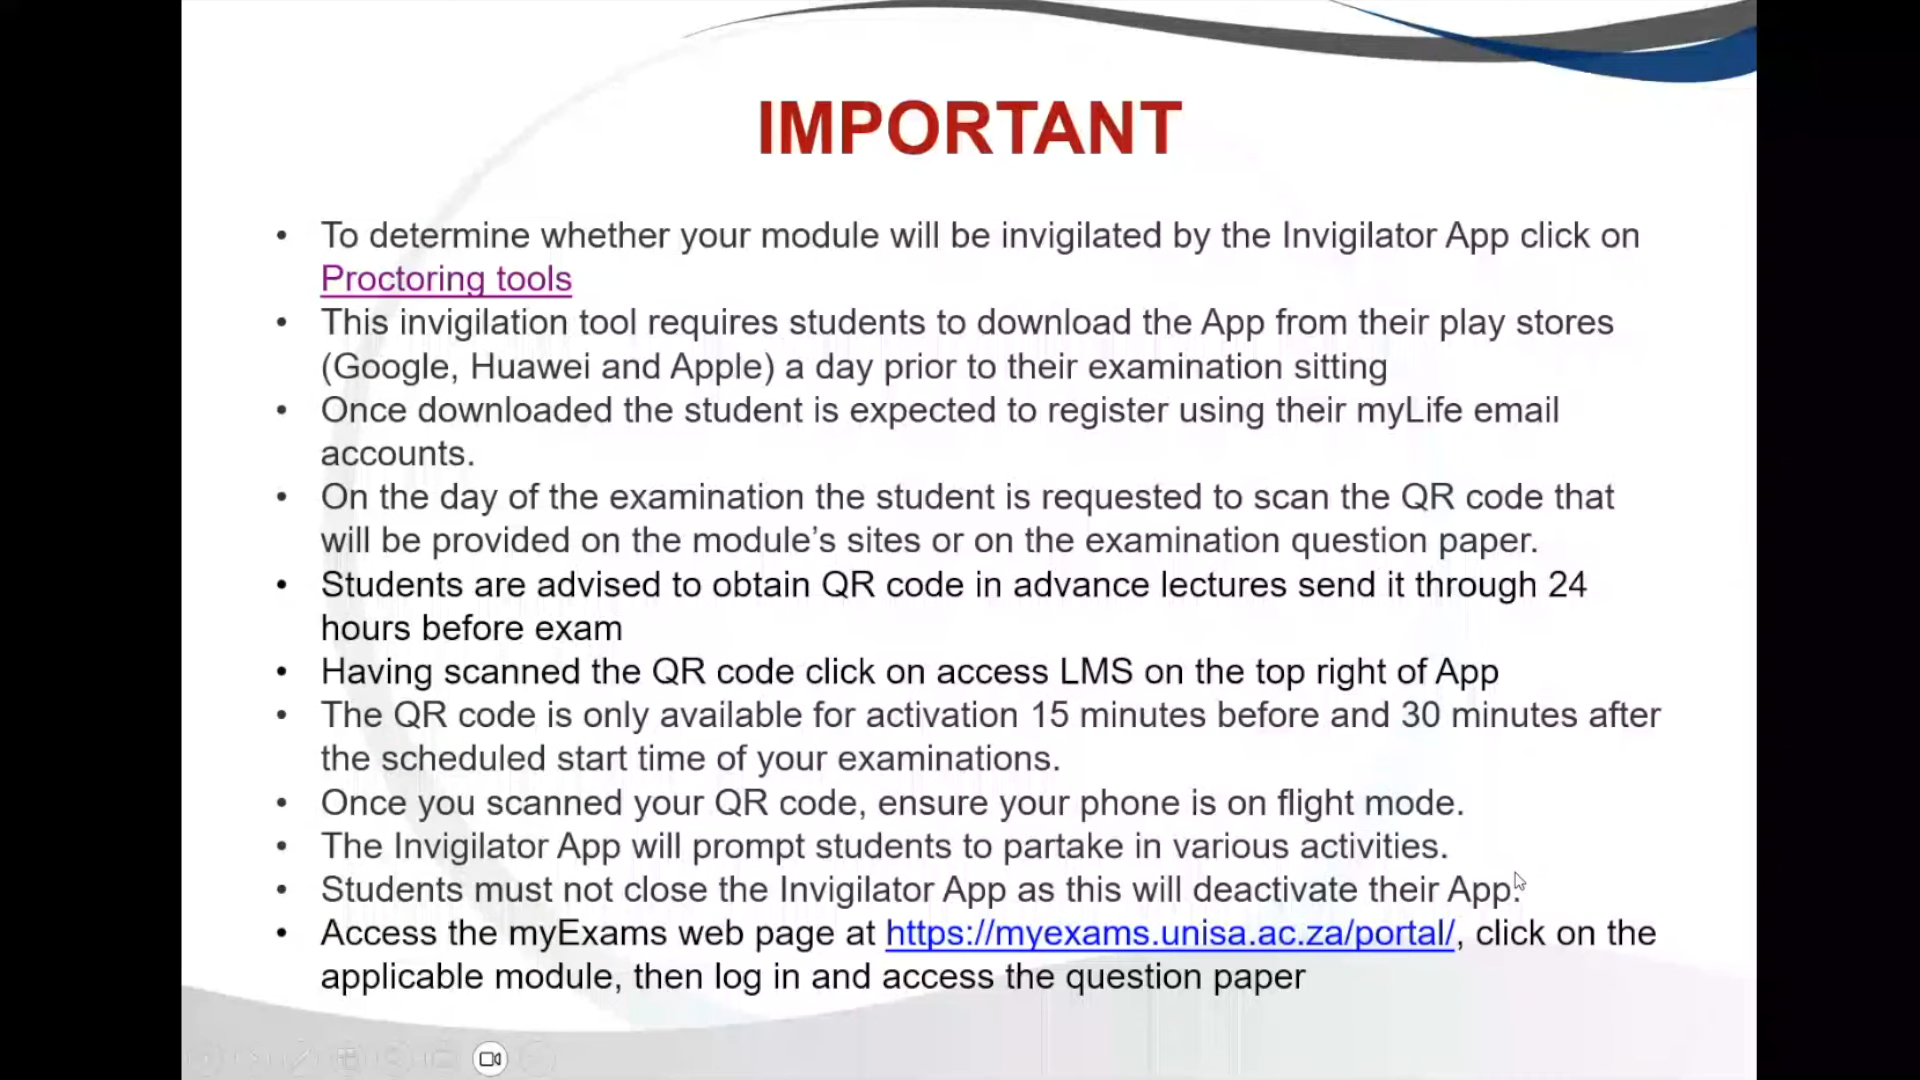 IMPORTANT
• To determine whether your module will be invigilated by the Invigilator App click on
Proctoring tools
• This invigilation tool requires students to download the App from their play stores
(Google, Huawei and Apple) a day prior to their examination sitting
• Once downloaded the student is expected to register using their myLife email
accounts.
• On the day of the examination the student is requested to scan the QR code that
will be provided on the module’s sites or on the examination question paper.
• Students are advised to obtain QR code in advance lectures send it through 24
hours before exam
• Having scanned the QR code click on access LMS on the top right of App
• The QR code is only available for activation 15 minutes before and 30 minutes after
the scheduled start time of your examinations.
• Once you scanned your QR code, ensure your phone is on flight mode.
• The Invigilator App will prompt students to partake in various activities.
• Students must not close the Invigilator App as this will deactivate their App.
• Access the myExams web page at https://myexams.unisa.ac.za/portal/, click on the
applicable module, then log in and access the question paper